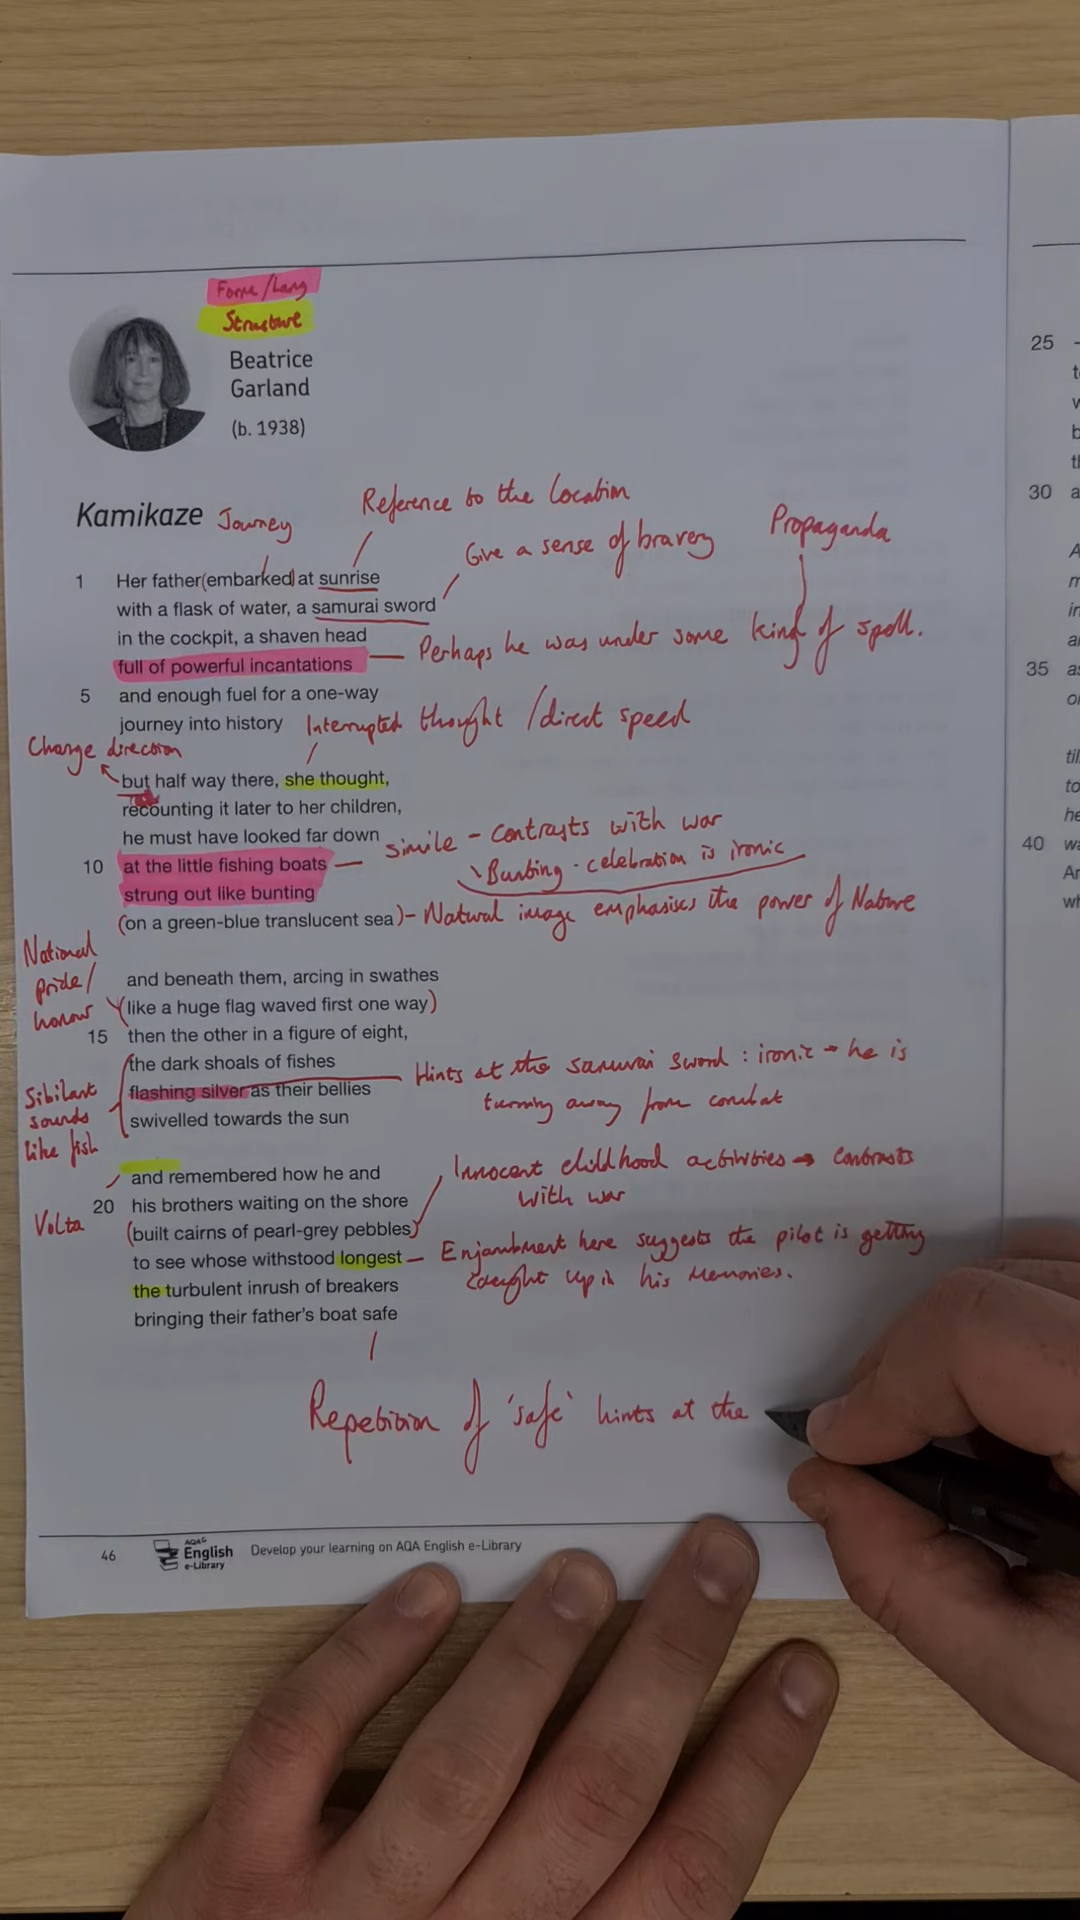 Form/Lang
Structure
Beatrice
Garland
(b. 1938)
Kamikaze
Journey
Reference to the location
Give a sense of bravery
Propaganda
1 Her father (embarked) at sunrise
with a flask of water, a samurai sword
in the cockpit, a shaven head
full of powerful incantations
Perhaps he was under some kind of spell.
5 and enough fuel for a one-way
journey into history
Interrupted thought / direct speed
Change direction
but half way there, she thought,
recounting it later to her children,
he must have looked far down
simile - contrasts with war
10 at the little fishing boats
Bunting - celebration is ironic
strung out like bunting
(on a green-blue translucent sea) - Natural image emphasises the power of Nature
National
pride/
honour
and beneath them, arcing in swathes
(like a huge flag waved first one way)
15 then the other in a figure of eight,
the dark shoals of fishes
flashing silver as their bellies
swivelled towards the sun
Hints at the samurai sword : ironic → he is
turning away from combat
Sibilant
sounds
like fish
and remembered how he and
20 his brothers waiting on the shore
(built cairns of pearl-grey pebbles)
to see whose withstood longest
the turbulent inrush of breakers
bringing their father's boat safe
Volta
Innocent childhood activities → contrasts
with war
Enjambment here suggests the pilot is getting
caught up in his memories.
Repetition of 'safe' hints at the
46
AQA
English
e-Library
Develop your learning on AQA English e-Library
25 -
30 a
35
40